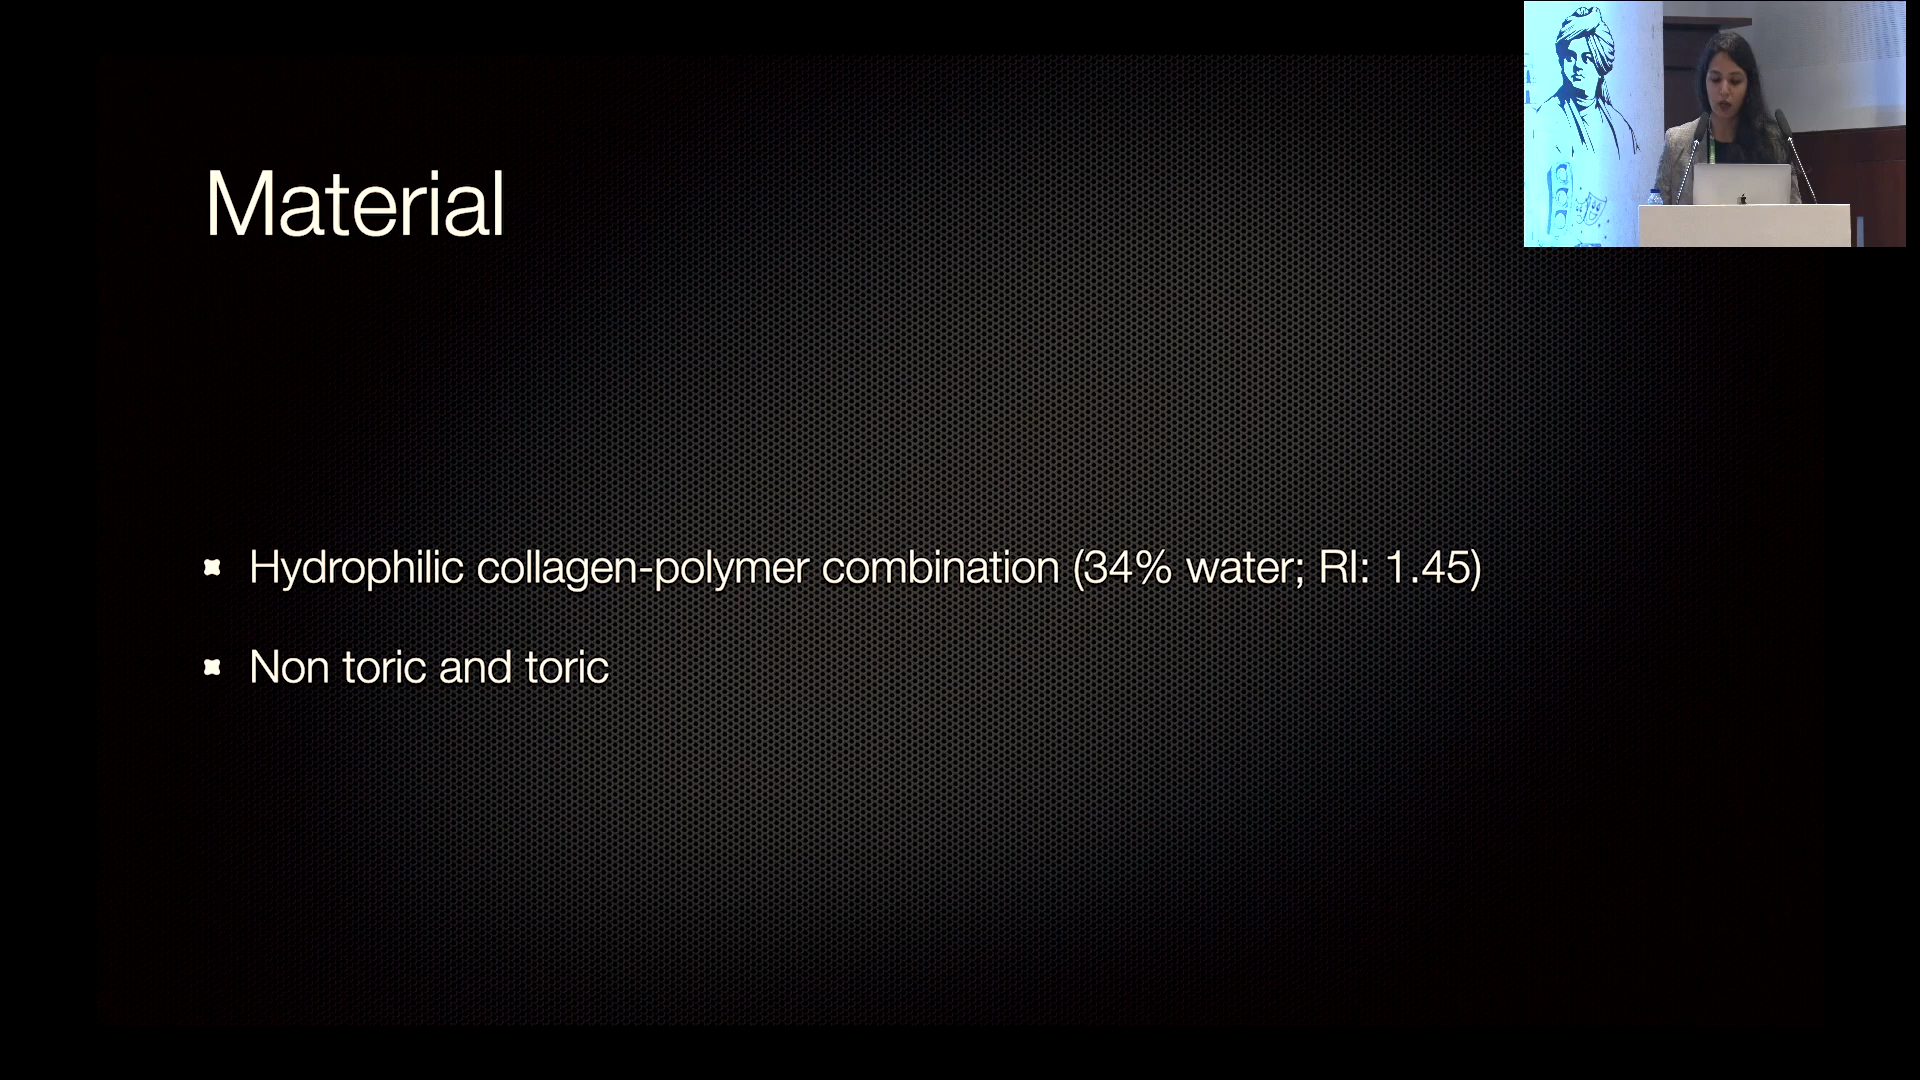 Material
Hydrophilic collagen-polymer combination (34% water; RI: 1.45)
Non toric and toric